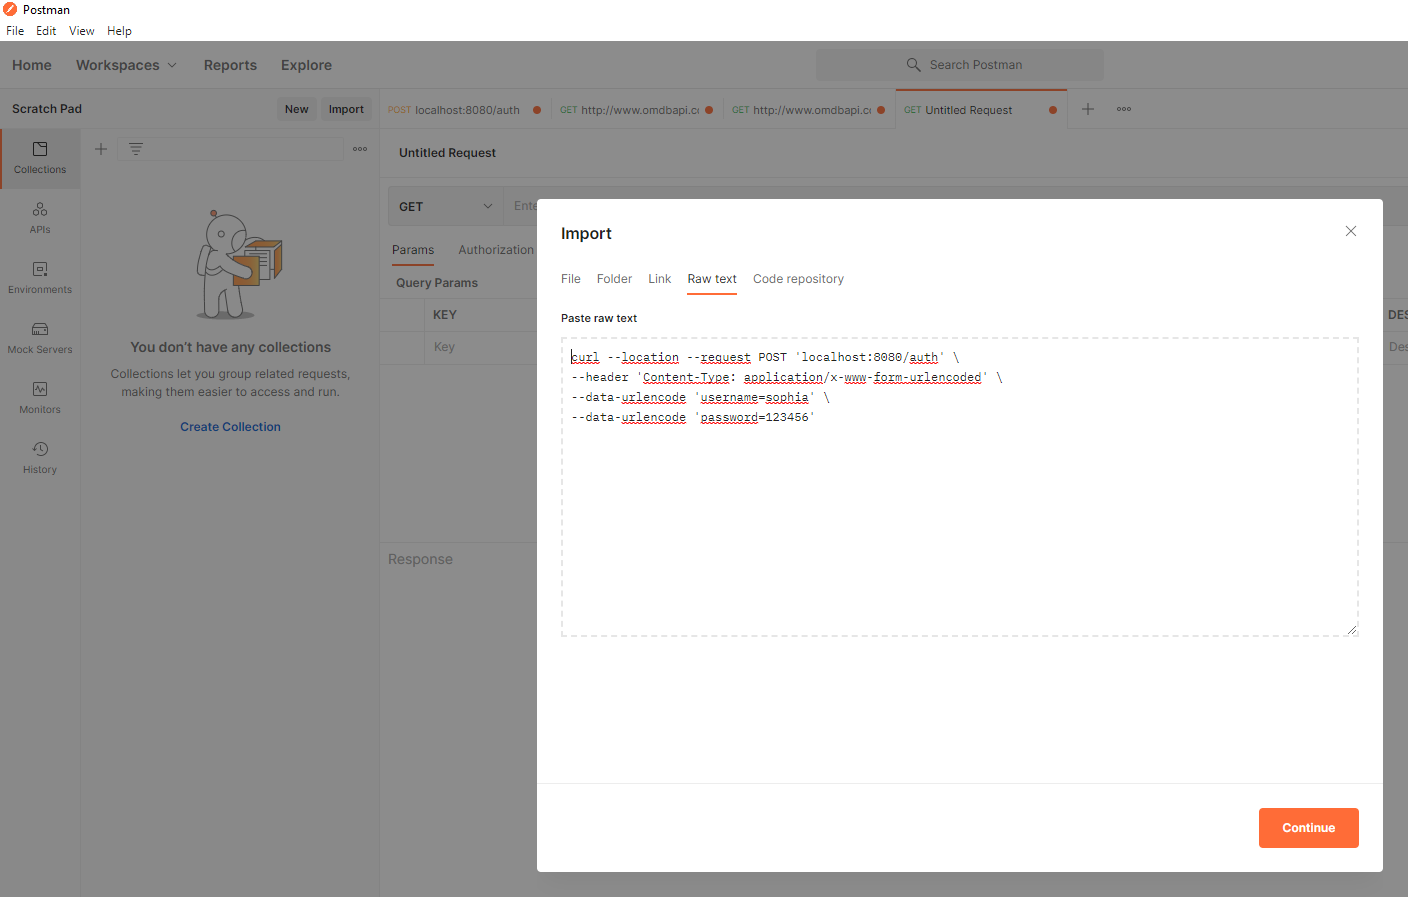 Postman
File Edit View Help
Home Workspaces Reports Explore Search Postman
Scratch Pad New Import
POST localhost:8080/auth GET http://www.omdbapi.co GET http://www.omdbapi.co GET Untitled Request
Collections
APIs
Environments
Mock Servers
Monitors
History
You don't have any collections
Collections let you group related requests,
making them easier to access and run.
Create Collection
Untitled Request
GET Ente
Params Authorization
Query Params
KEY DES
Key Des
Response
Import
File Folder Link Raw text Code repository
Paste raw text
curl --location --request POST 'localhost:8080/auth' \
--header 'Content-Type: application/x-www-form-urlencoded' \
--data-urlencode 'username=sophia' \
--data-urlencode 'password=123456'
Continue